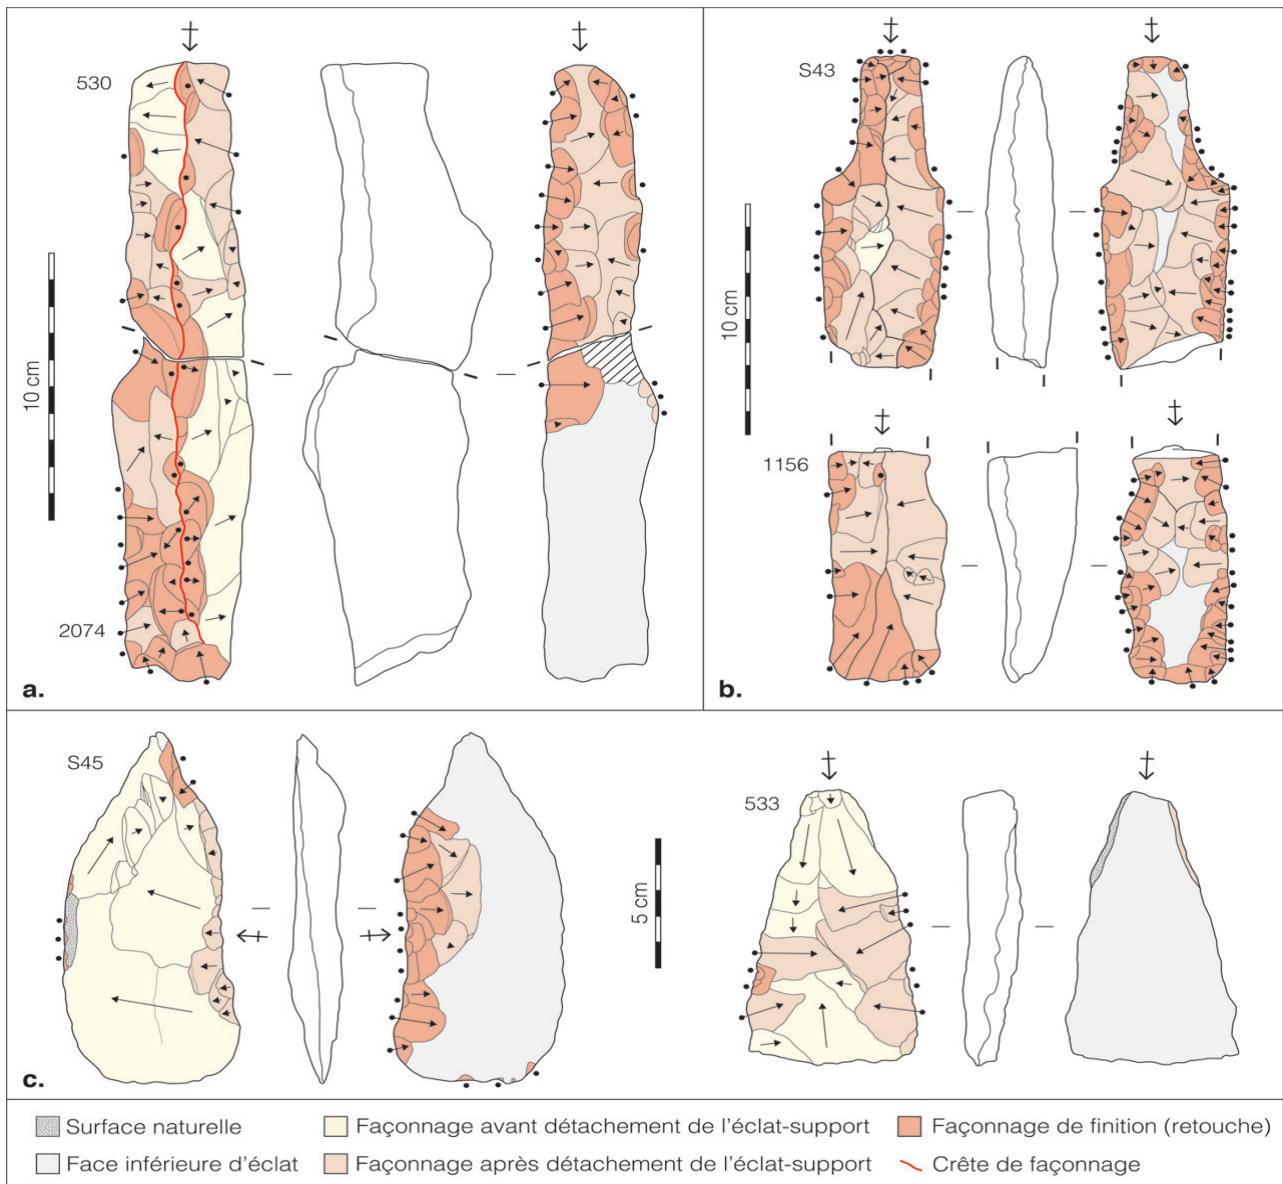 530
2074
10 cm
a.
S43
1156
10 cm
b.
S45
533
5 cm
c.
Surface naturelle
Façonnage avant détachement de l'éclat-support
Façonnage de finition (retouche)
Face inférieure d'éclat
Façonnage après détachement de l'éclat-support
Crête de façonnage